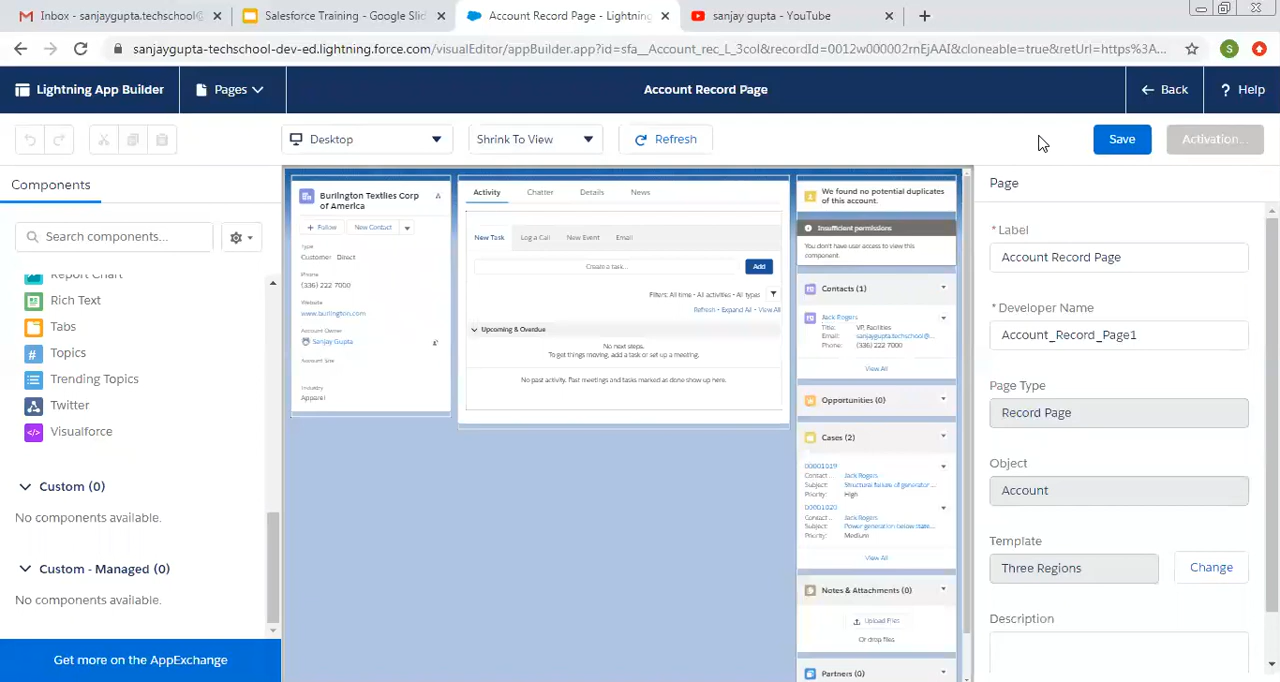 Inbox - sanjaygupta.techschool@
Salesforce Training - Google Slid
Account Record Page - Lightnin
sanjay gupta - YouTube
sanjaygupta-techschool-dev-ed.lightning.force.com/visualEditor/appBuilder.app?id=sfa__Account_rec_L_3col&recordId=0012w000002rnEjAAI&cloneable=true&retUrl=https%3A...
S
Lightning App Builder
Pages
Account Record Page
Back
? Help
Desktop
Shrink To View
Refresh
Save
Activation...
Components
Search components...
Report Chart
Rich Text
Tabs
Topics
Trending Topics
Twitter
Visualforce
Custom (0)
No components available.
Custom - Managed (0)
No components available.
Get more on the AppExchange
Burlington Textiles Corp
of America
+ Follow
New Contact
Type
Customer Direct
Phone
(336) 222 7000
Website
www.burlington.com
Account Owner
Sanjay Gupta
Account Site
Industry
Apparel
Activity
Chatter
Details
News
New Task
Log a Call
New Event
Email
Create a task...
Add
Filters: All time • All activities • All types
Refresh • Expand All • View All
Upcoming & Overdue
No next steps.
To get things moving, add a task or set up a meeting.
No past activity. Past meetings and tasks marked as done show up here.
We found no potential duplicates
of this account.
Insufficient permissions
You don't have user access to view this
component.
Contacts (1)
Jack Rogers
Title: VP, Facilities
Email: sanjaygupta.techschool@...
Phone: (336) 222 7000
View All
Opportunities (0)
Cases (2)
00001019
Contact... Jack Rogers
Subject: Structural failure of generator ...
Priority: High
00001020
Contact... Jack Rogers
Subject: Power generation below state...
Priority: Medium
View All
Notes & Attachments (0)
Upload Files
Or drop files
Partners (0)
Page
* Label
Account Record Page
* Developer Name
Account_Record_Page1
Page Type
Record Page
Object
Account
Template
Three Regions
Change
Description